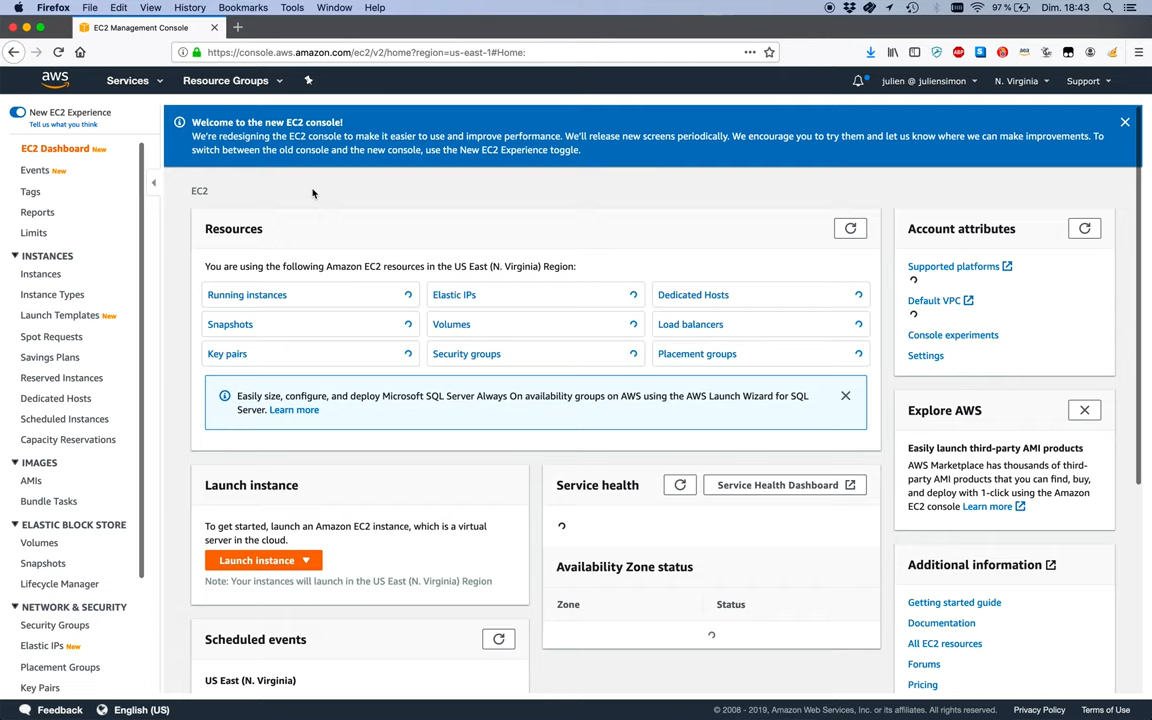 Firefox File Edit View History Bookmarks Tools Window Help 97 % Dim. 18:43
EC2 Management Console
https://console.aws.amazon.com/ec2/v2/home?region=us-east-1#Home:
aws Services Resource Groups julien @ juliensimon N. Virginia Support
New EC2 Experience
Tell us what you think
EC2 Dashboard New
Events New
Tags
Reports
Limits
INSTANCES
Instances
Instance Types
Launch Templates New
Spot Requests
Savings Plans
Reserved Instances
Dedicated Hosts
Scheduled Instances
Capacity Reservations
IMAGES
AMIs
Bundle Tasks
ELASTIC BLOCK STORE
Volumes
Snapshots
Lifecycle Manager
NETWORK & SECURITY
Security Groups
Elastic IPs New
Placement Groups
Key Pairs
Welcome to the new EC2 console!
We're redesigning the EC2 console to make it easier to use and improve performance. We'll release new screens periodically. We encourage you to try them and let us know where we can make improvements. To
switch between the old console and the new console, use the New EC2 Experience toggle.
EC2
Resources
You are using the following Amazon EC2 resources in the US East (N. Virginia) Region:
Running instances Elastic IPs Dedicated Hosts
Snapshots Volumes Load balancers
Key pairs Security groups Placement groups
Easily size, configure, and deploy Microsoft SQL Server Always On availability groups on AWS using the AWS Launch Wizard for SQL
Server. Learn more
Launch instance
To get started, launch an Amazon EC2 instance, which is a virtual
server in the cloud.
Launch instance
Note: Your instances will launch in the US East (N. Virginia) Region
Scheduled events
US East (N. Virginia)
Service health Service Health Dashboard
Availability Zone status
Zone Status
Account attributes
Supported platforms
Default VPC
Console experiments
Settings
Explore AWS
Easily launch third-party AMI products
AWS Marketplace has thousands of third-
party AMI products that you can find, buy,
and deploy with 1-click using the Amazon
EC2 console Learn more
Additional information
Getting started guide
Documentation
All EC2 resources
Forums
Pricing
Feedback English (US) © 2008 - 2019, Amazon Web Services, Inc. or its affiliates. All rights reserved. Privacy Policy Terms of Use